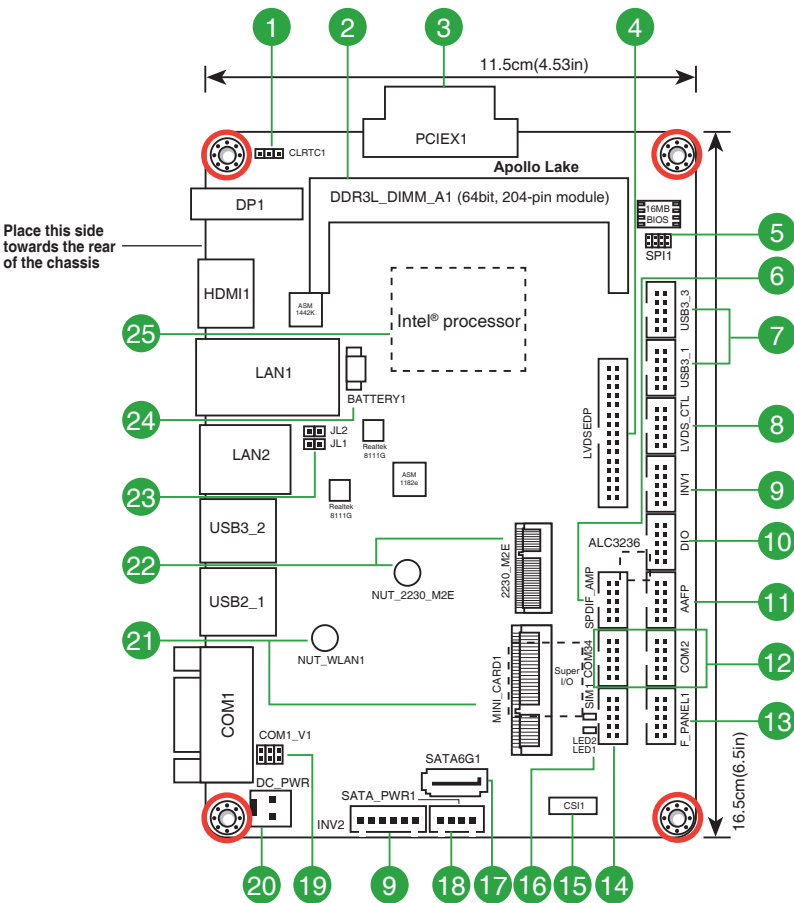 1
2
3
4
11.5cm(4.53in)
PCIEX1
CLRTC1
Apollo Lake
DP1
DDR3L_DIMM_A1 (64bit, 204-pin module)
16MB
BIOS
5
SPI1
Place this side
towards the rear
of the chassis
6
HDMI1
ASM
1442K
USB3_3
Intel® processor
25
7
LAN1
USB3_1
BATTERY1
24
LVDS_CTL
8
JL2
JL1
Realtek
8111G
LVDSEDP
LAN2
ASM
1182e
INV1
9
23
Realtek
8111G
USB3_2
DIO
10
ALC3236
22
2230_M2E
NUT_2230_M2E
SPDIF_AMP
AAFP
11
USB2_1
21
NUT_WLAN1
MINI_CARD1
Super
I/O
SIM1_COM34
COM2
12
COM1
F_PANEL1
13
COM1_V1
LED2
LED1
SATA6G1
DC_PWR
SATA_PWR1
CSI1
INV2
16.5cm(6.5in)
20
19
9
18
17
16
15
14